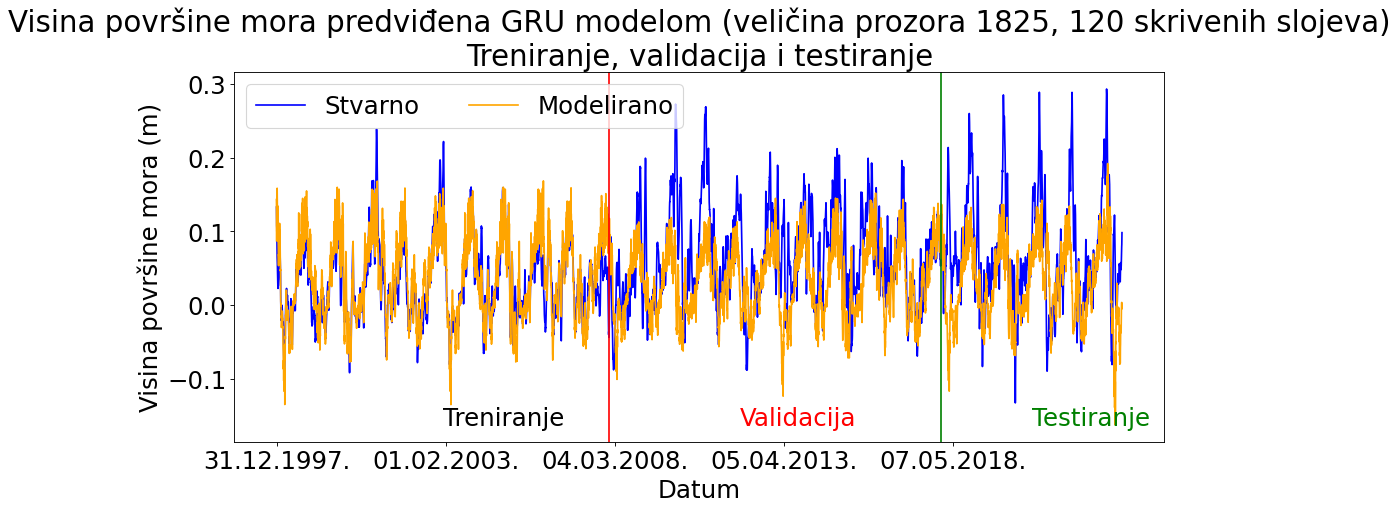 Visina površine mora predviđena GRU modelom (veličina prozora 1825, 120 skrivenih slojeva)
Treniranje, validacija i testiranje
Stvarno Modelirano
Visina površine mora (m)
0.3
0.2
0.1
0.0
−0.1
Treniranje Validacija Testiranje
31.12.1997. 01.02.2003. 04.03.2008. 05.04.2013. 07.05.2018.
Datum